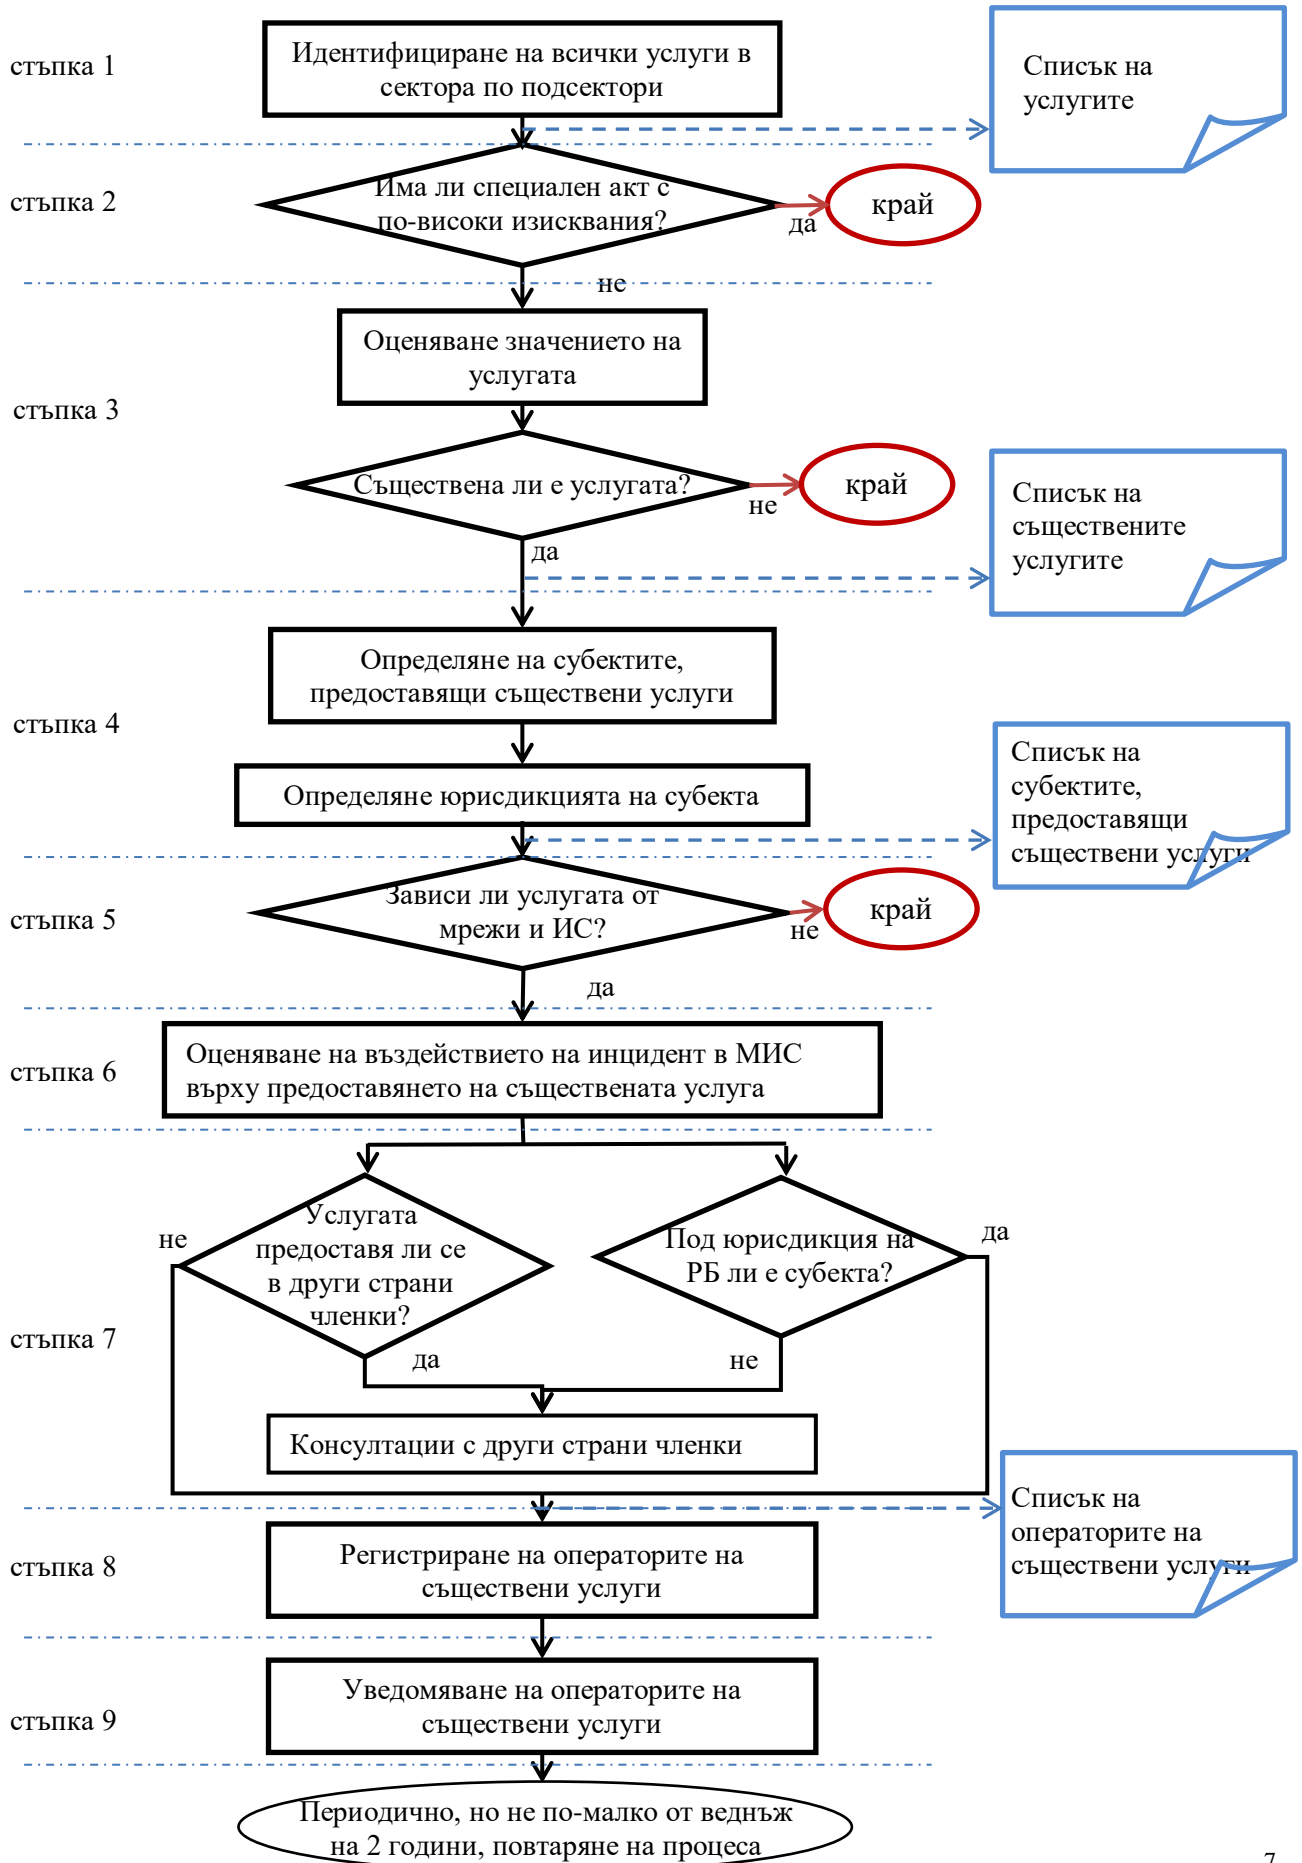 стъпка 1
Идентифициране на всички услуги в
сектора по подсектори
Списък на
услугите
стъпка 2
Има ли специален акт с
по-високи изисквания?
да
край
не
стъпка 3
Оценяване значението на
услугата
Съществена ли е услугата?
не
край
да
Списък на
съществените
услугите
стъпка 4
Определяне на субектите,
предоставящи съществени услуги
Определяне юрисдикцията на субекта
Списък на
субектите,
предоставящи
съществени услуги
стъпка 5
Зависи ли услугата от
мрежи и ИС?
не
край
да
стъпка 6
Оценяване на въздействието на инцидент в МИС
върху предоставянето на съществената услуга
стъпка 7
не
Услугата
предоставя ли се
в други страни
членки?
да
Под юрисдикция на
РБ ли е субекта?
да
не
Консултации с други страни членки
Списък на
операторите на
съществени услуги
стъпка 8
Регистриране на операторите на
съществени услуги
стъпка 9
Уведомяване на операторите на
съществени услуги
Периодично, но не по-малко от веднъж
на 2 години, повтаряне на процеса
7